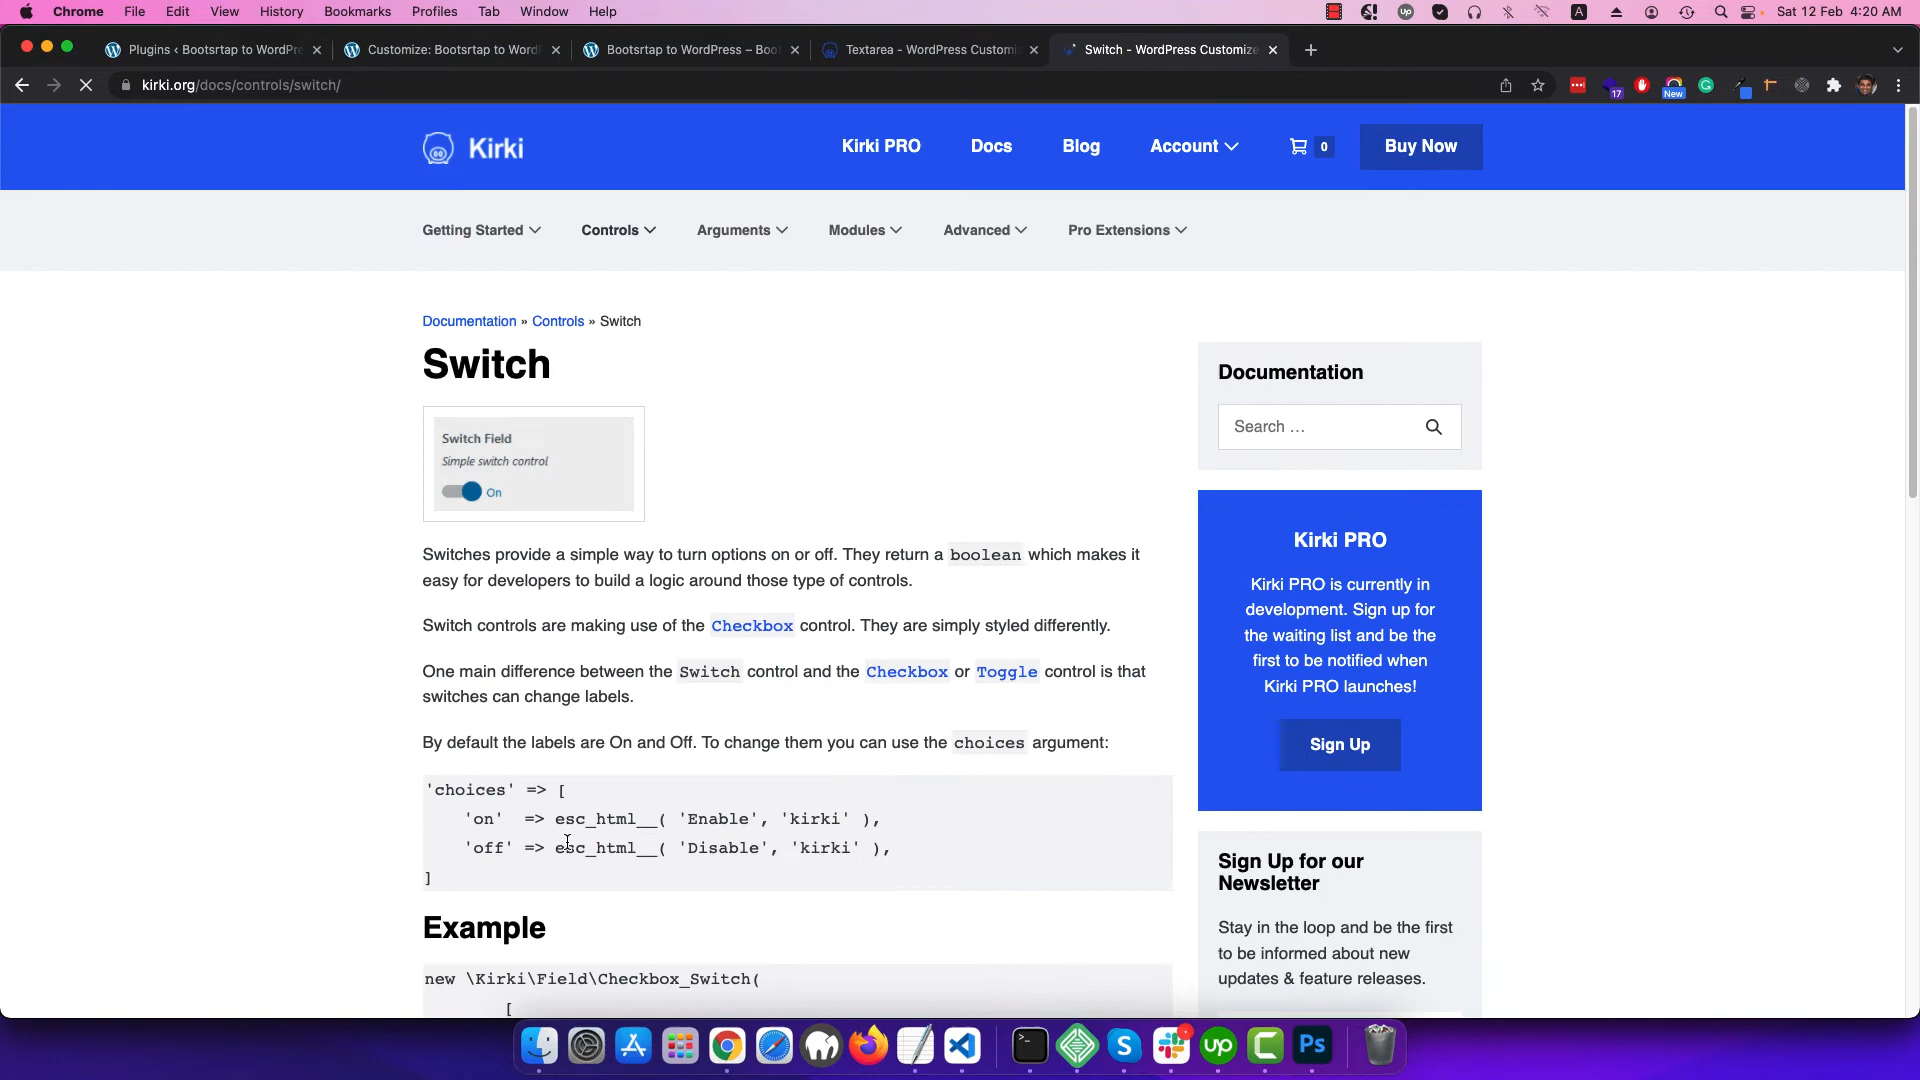 Chrome File Edit View History Bookmarks Profiles Tab Window Help Sat 12 Feb 4:20 AM
Plugins ‹ Bootsrtap to WordPre Customize: Bootsrtap to WordP Bootsrtap to WordPress – Boo Textarea - WordPress Customi Switch - WordPress Customize
kirki.org/docs/controls/switch/ 17 New
Kirki Kirki PRO Docs Blog Account 0 Buy Now
Getting Started Controls Arguments Modules Advanced Pro Extensions
Documentation » Controls » Switch
Switch
Switch Field
Simple switch control
On
Switches provide a simple way to turn options on or off. They return a boolean which makes it
easy for developers to build a logic around those type of controls.
Switch controls are making use of the Checkbox control. They are simply styled differently.
One main difference between the Switch control and the Checkbox or Toggle control is that
switches can change labels.
By default the labels are On and Off. To change them you can use the choices argument:
'choices' => [
'on' => esc_html__( 'Enable', 'kirki' ),
'off' => esc_html__( 'Disable', 'kirki' ),
]
Example
new \Kirki\Field\Checkbox_Switch(
[
Documentation
Search …
Kirki PRO
Kirki PRO is currently in
development. Sign up for
the waiting list and be the
first to be notified when
Kirki PRO launches!
Sign Up
Sign Up for our
Newsletter
Stay in the loop and be the first
to be informed about new
updates & feature releases.
S up C Ps